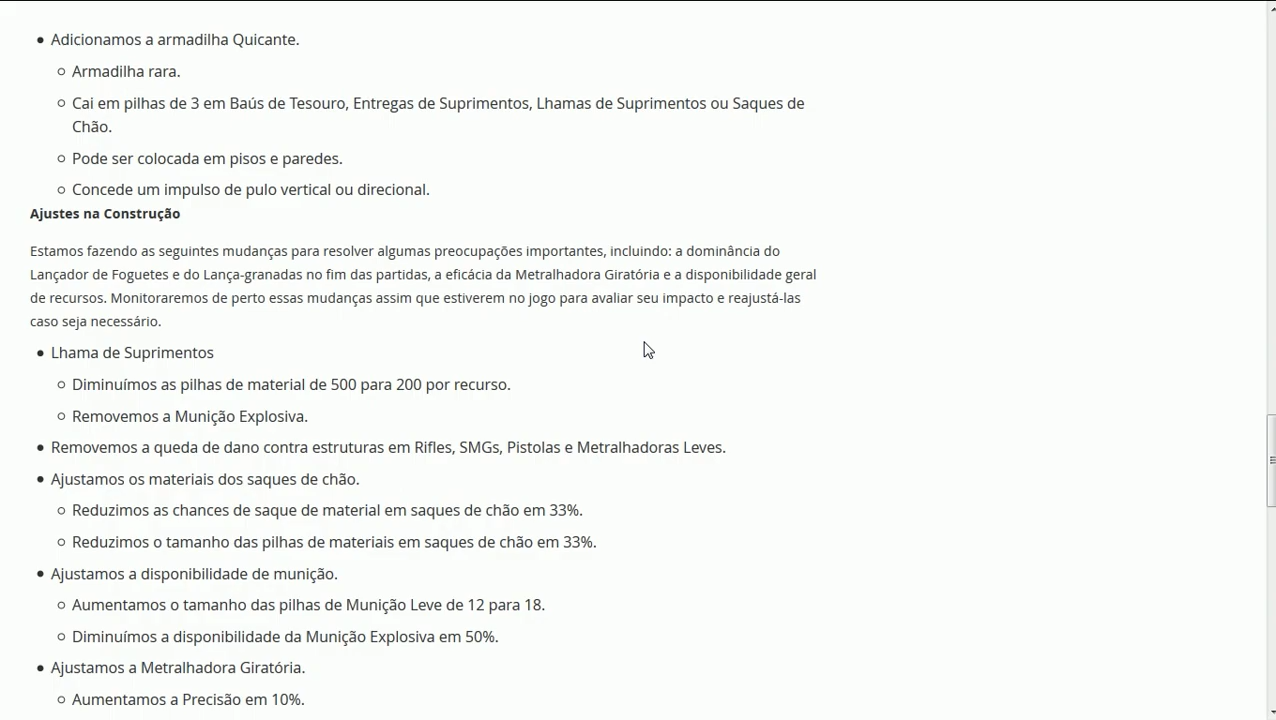 Adicionamos a armadilha Quicante.
Armadilha rara.
Cai em pilhas de 3 em Baús de Tesouro, Entregas de Suprimentos, Lhamas de Suprimentos ou Saques de
Chão.
Pode ser colocada em pisos e paredes.
Concede um impulso de pulo vertical ou direcional.
Ajustes na Construção
Estamos fazendo as seguintes mudanças para resolver algumas preocupações importantes, incluindo: a dominância do
Lançador de Foguetes e do Lança-granadas no fim das partidas, a eficácia da Metralhadora Giratória e a disponibilidade geral
de recursos. Monitoraremos de perto essas mudanças assim que estiverem no jogo para avaliar seu impacto e reajustá-las
caso seja necessário.
Lhama de Suprimentos
Diminuímos as pilhas de material de 500 para 200 por recurso.
Removemos a Munição Explosiva.
Removemos a queda de dano contra estruturas em Rifles, SMGs, Pistolas e Metralhadoras Leves.
Ajustamos os materiais dos saques de chão.
Reduzimos as chances de saque de material em saques de chão em 33%.
Reduzimos o tamanho das pilhas de materiais em saques de chão em 33%.
Ajustamos a disponibilidade de munição.
Aumentamos o tamanho das pilhas de Munição Leve de 12 para 18.
Diminuímos a disponibilidade da Munição Explosiva em 50%.
Ajustamos a Metralhadora Giratória.
Aumentamos a Precisão em 10%.